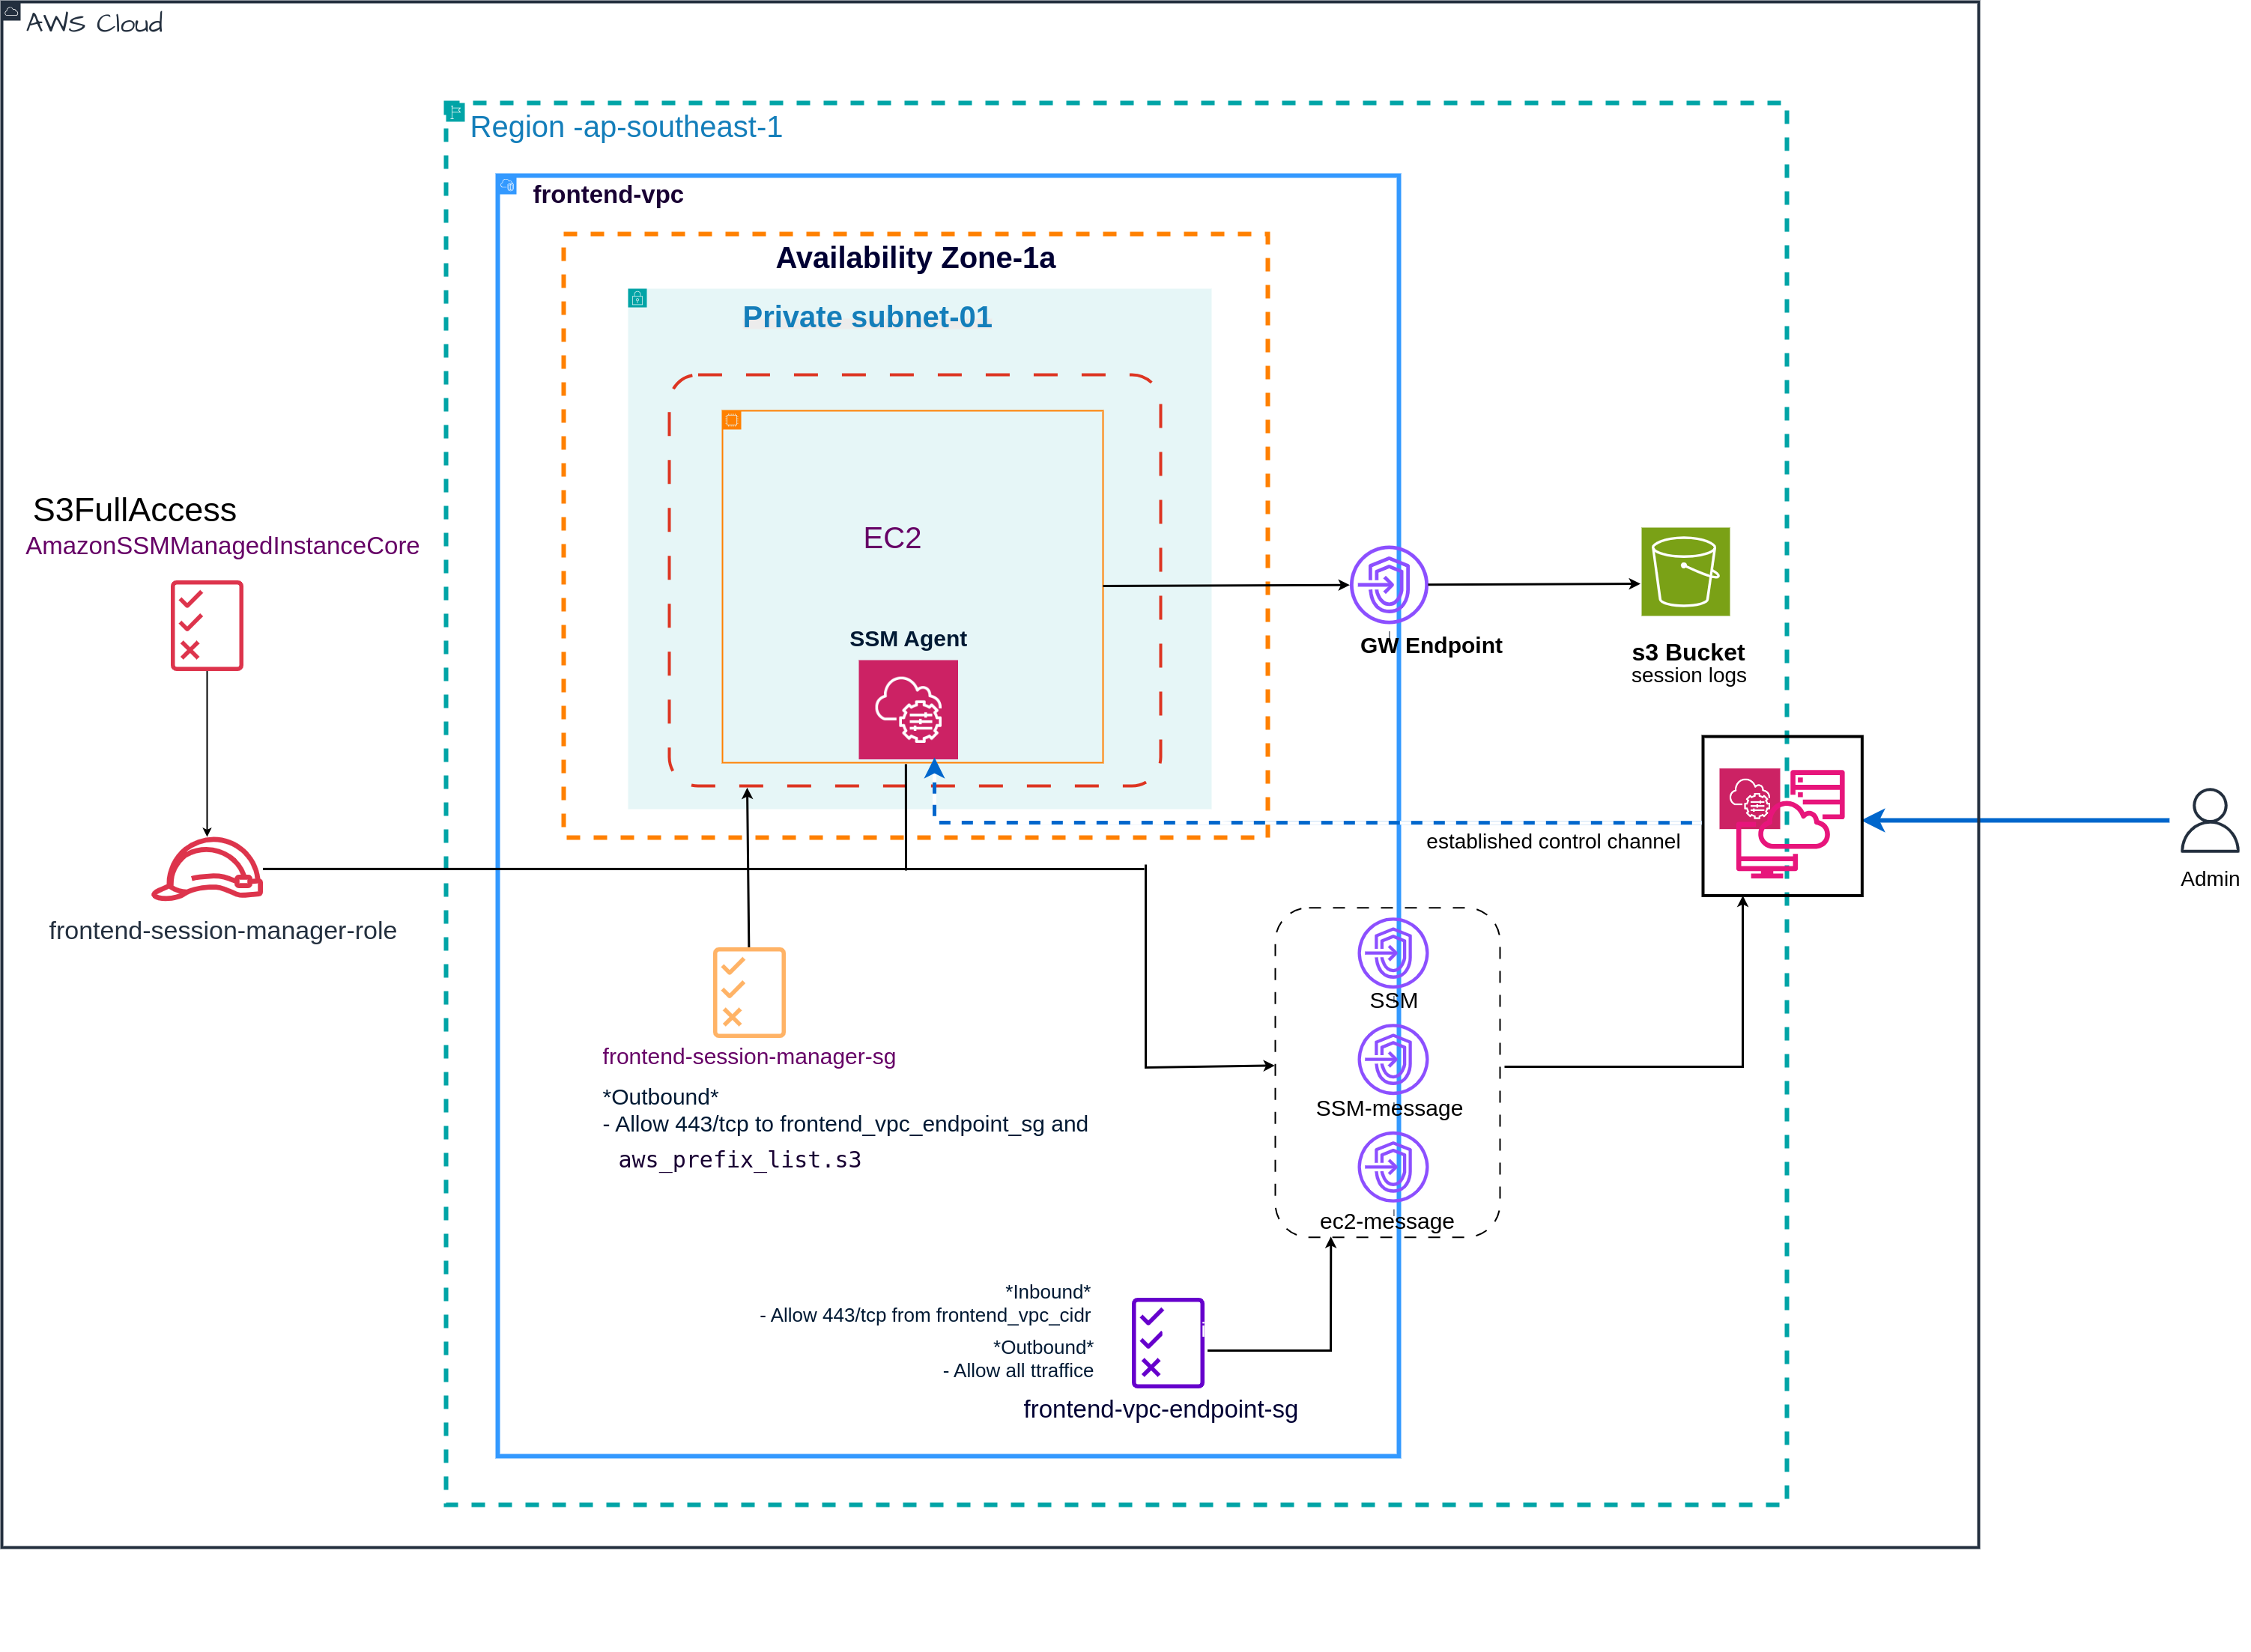 AWS Cloud
Region -ap-southeast-1
frontend-vpc
Availability Zone-1a
Private subnet-01
S3FullAccess
AmazonSSMManagedInstanceCore
EC2
SSM Agent
GW Endpoint
s3 Bucket
session logs
established control channel
Admin
frontend-session-manager-role
SSM
frontend-session-manager-sg
*Outbound*
- Allow 443/tcp to frontend_vpc_endpoint_sg and
aws_prefix_list.s3
SSM-message
ec2-message
*Inbound*
- Allow 443/tcp from frontend_vpc_cidr
*Outbound*
- Allow all ttraffice
frontend-vpc-endpoint-sg